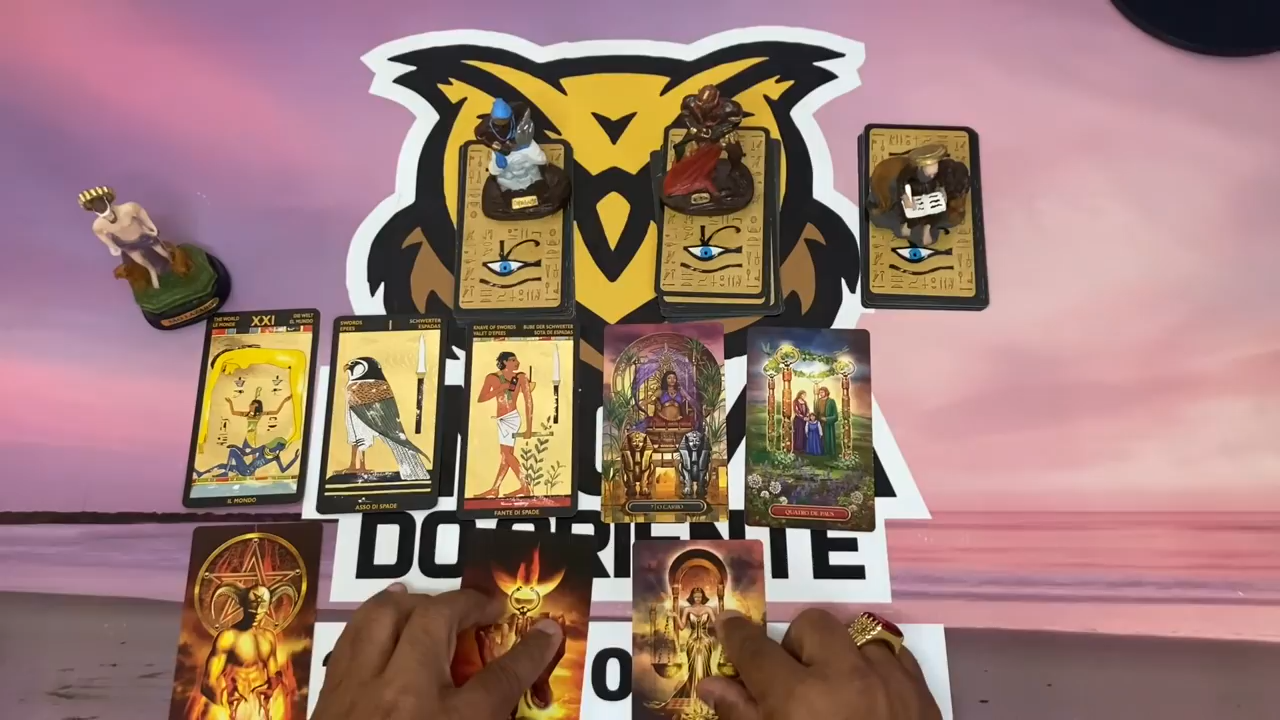 THE WORLD
LE MONDE
XXI
DIE WELT
EL MUNDO
IL MONDO
SWORDS
EPEES
1
SCHWERTER
ESPADAS
ASSO DI SPADE
KNAVE OF SWORDS
VALET D'EPEES
BUBE DER SCHWERTER
SOTA DE ESPADAS
FANTE DI SPADE
7 | O CARRO
QUATRO DE PAUS
DO ORIENTE